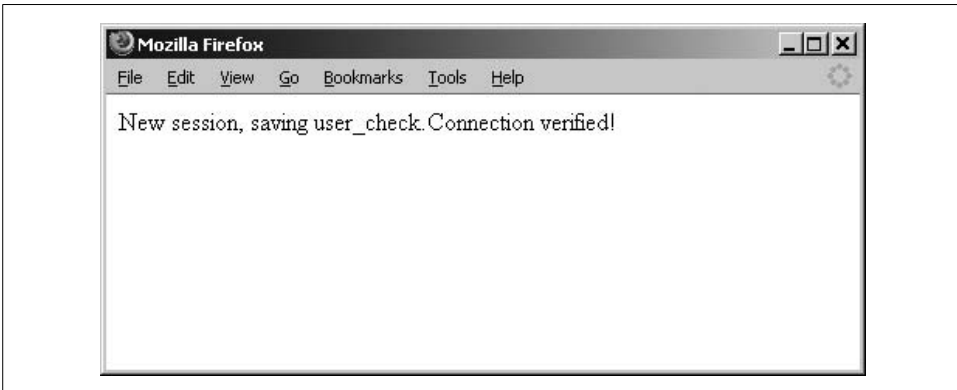 Mozilla Firefox
File Edit View Go Bookmarks Tools Help
New session, saving user_check.Connection verified!